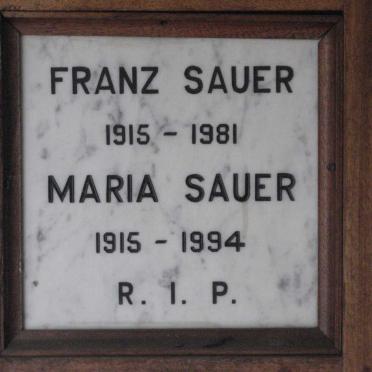 FRANZ SAUER
1915 - 1981
MARIA SAUER
1915 - 1994
R. I. P.